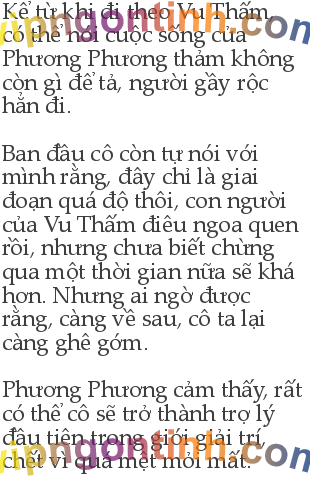 Kể từ khi đi theo Vu Thấm,
có thể nói cuộc sống của
Phương Phương thảm không
còn gì để tả, người gầy rộc
hẳn đi.

Ban đầu cô còn tự nói với
mình rằng, đây chỉ là giai
đoạn quá độ thôi, con người
của Vu Thấm điêu ngoa quen
rồi, nhưng chưa biết chừng
qua một thời gian nữa sẽ khá
hơn. Nhưng ai ngờ được
rằng, càng về sau, cô ta lại
càng ghê gớm.

Phương Phương cảm thấy, rất
có thể cô sẽ trở thành trợ lý
đầu tiên trong giới giải trí,
chết vì quá mệt mỏi mất.
vipngontinh.com
vipngontinh.com